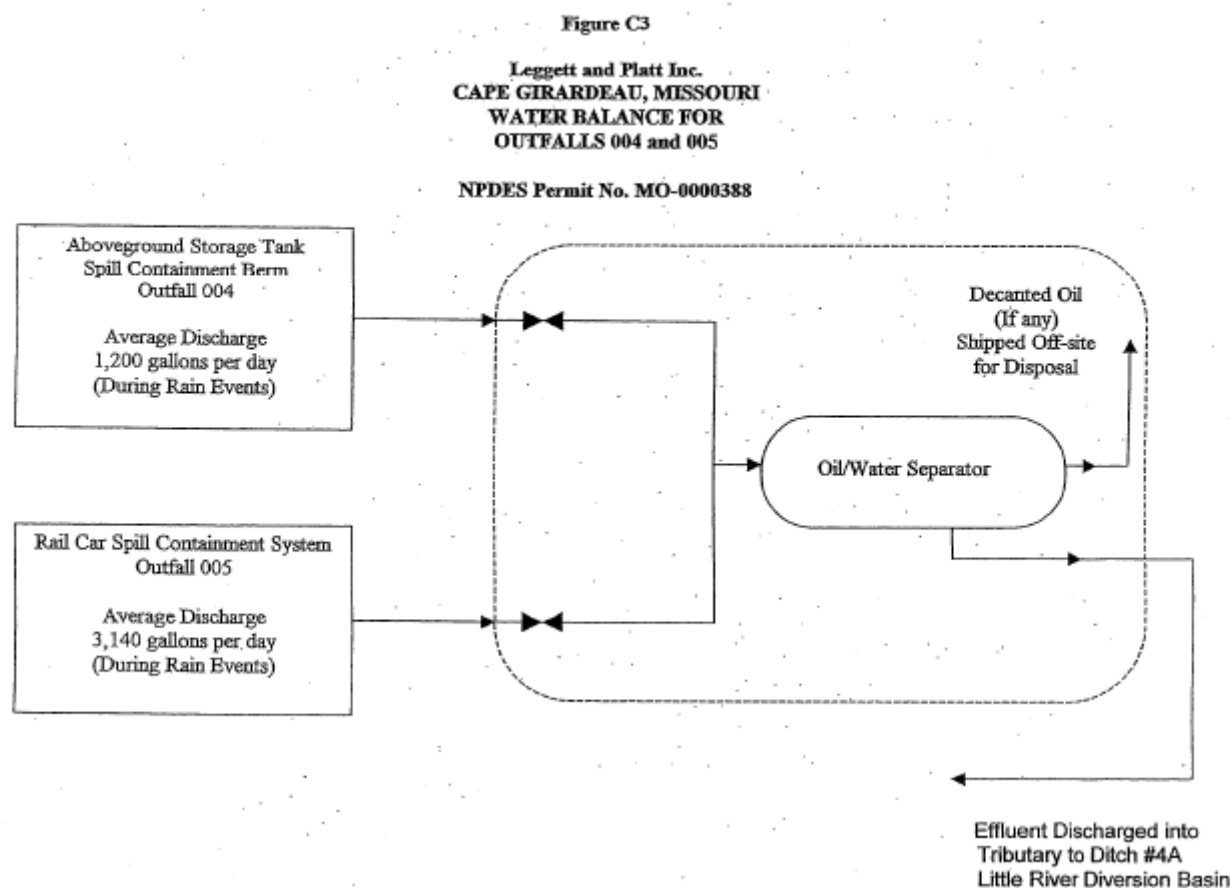 Figure C3
Leggett and Platt Inc.
CAPE GIRARDEAU, MISSOURI
WATER BALANCE FOR
OUTFALLS 004 and 005
NPDES Permit No. MO-0000388
Aboveground Storage Tank
Spill Containment Berm
Outfall 004
Average Discharge
1,200 gallons per day
(During Rain Events)
Decanted Oil
(If any)
Shipped Off-site
for Disposal
Oil/Water Separator
Rail Car Spill Containment System
Outfall 005
Average Discharge
3,140 gallons per day
(During Rain Events)
Effluent Discharged into
Tributary to Ditch #4A
Little River Diversion Basin